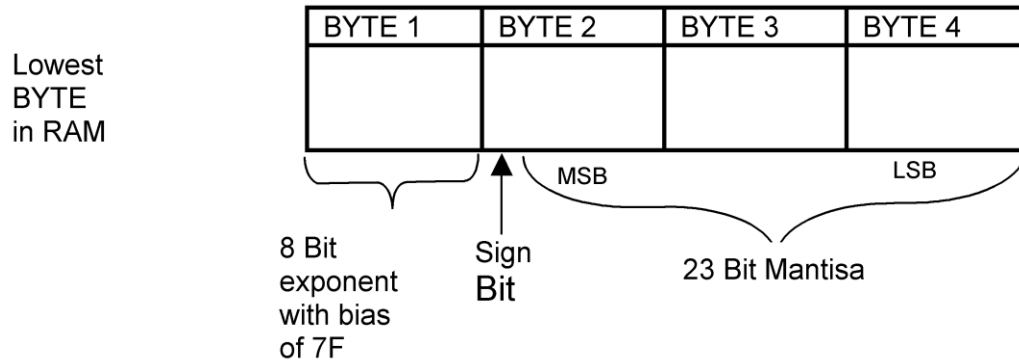 BYTE 1 BYTE 2 BYTE 3 BYTE 4
Lowest
BYTE
in RAM
MSB LSB
8 Bit
exponent
with bias
of 7F
Sign
Bit
23 Bit Mantisa